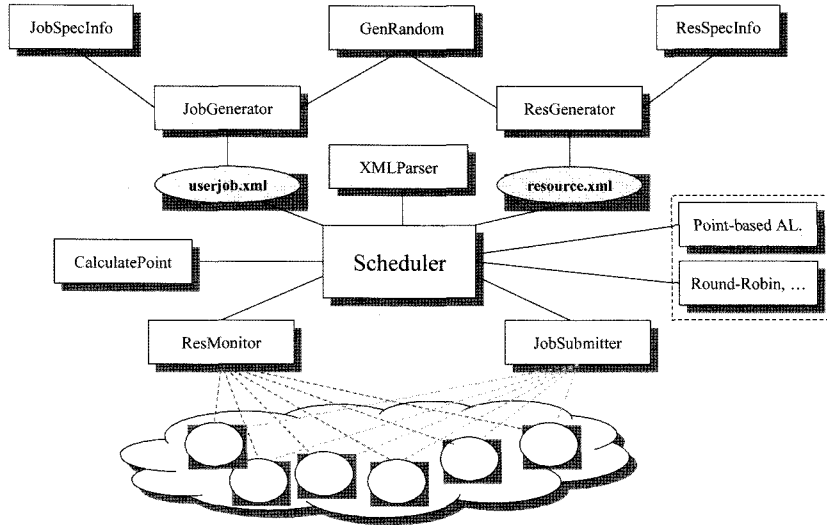 JobSpecInfo
GenRandom
ResSpecInfo
JobGenerator
ResGenerator
XMLParser
userjob.xml
resource.xml
Point-based AL.
Scheduler
CalculatePoint
Round-Robin, ...
ResMonitor
JobSubmitter